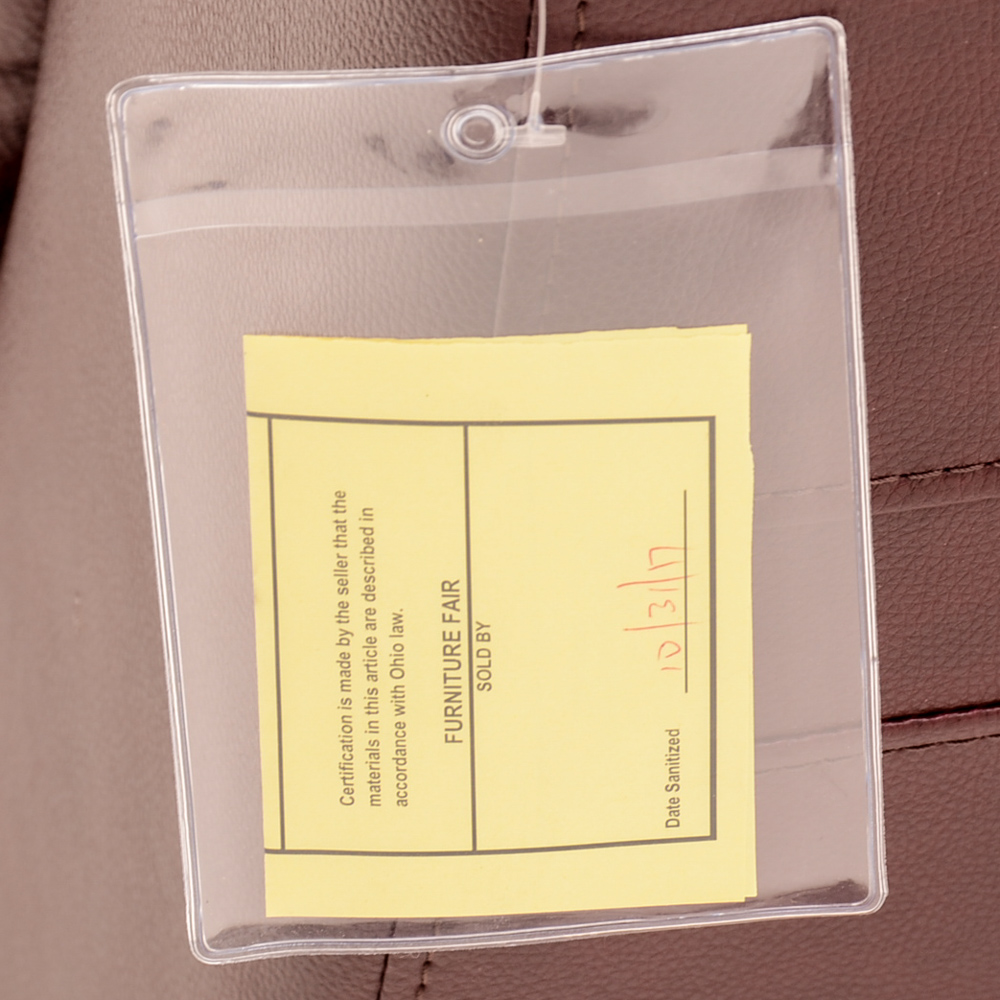 Certification is made by the seller that the
materials in this article are described in
accordance with Ohio law.
FURNITURE FAIR
SOLD BY
Date Sanitized 10/3/17